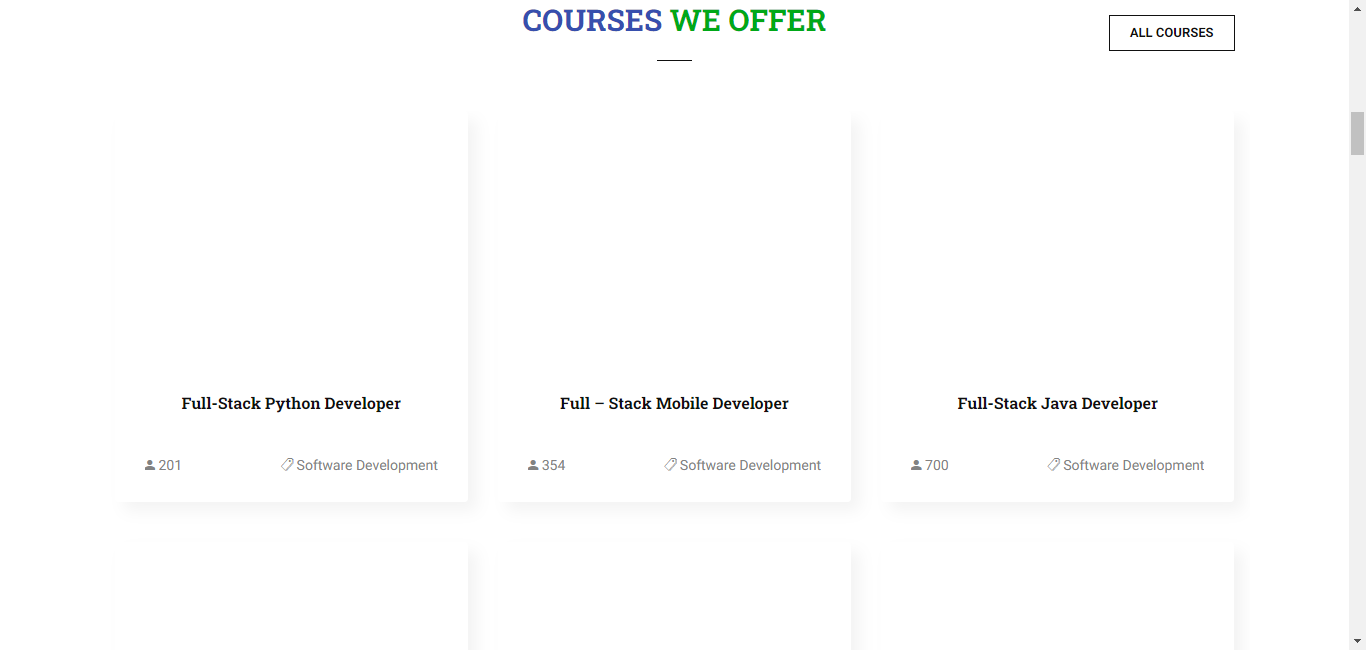 COURSES WE OFFER
ALL COURSES
Full-Stack Python Developer
201
Software Development
Full – Stack Mobile Developer
354
Software Development
Full-Stack Java Developer
700
Software Development